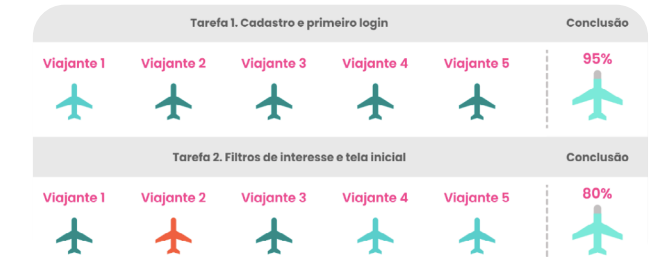 Tarefa 1. Cadastro e primeiro login Conclusão
Viajante 1 Viajante 2 Viajante 3 Viajante 4 Viajante 5 95%
Tarefa 2. Filtros de interesse e tela inicial Conclusão
Viajante 1 Viajante 2 Viajante 3 Viajante 4 Viajante 5 80%